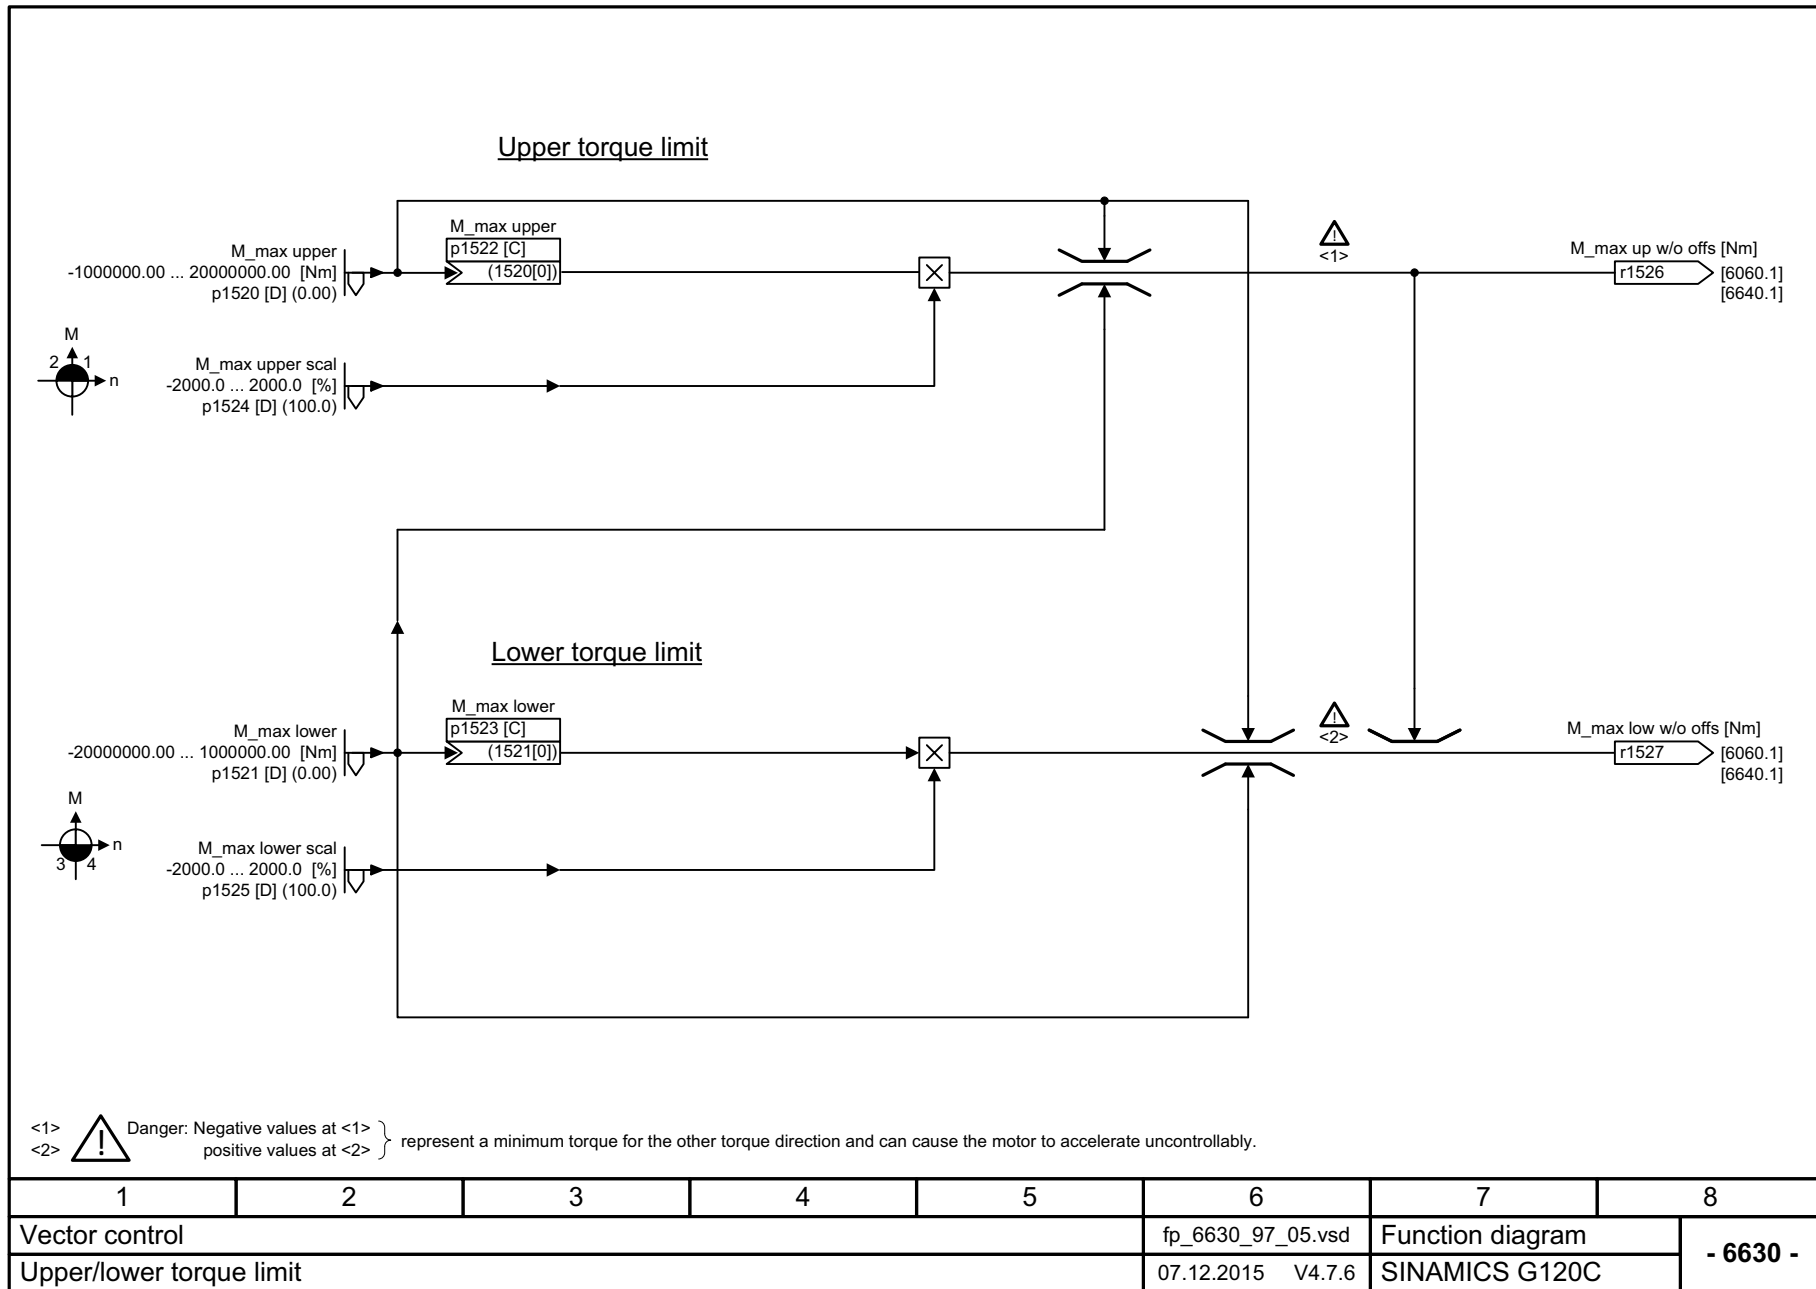 Upper torque limit
M_max upper
-1000000.00 ... 20000000.00 [Nm]
p1520 [D] (0.00)
M_max upper
p1522 [C]
(1520[0])
<1>
M_max up w/o offs [Nm]
r1526
[6060.1]
[6640.1]
M
2 1
n
M_max upper scal
-2000.0 ... 2000.0 [%]
p1524 [D] (100.0)
Lower torque limit
M_max lower
-20000000.00 ... 1000000.00 [Nm]
p1521 [D] (0.00)
M_max lower
p1523 [C]
(1521[0])
<2>
M_max low w/o offs [Nm]
r1527
[6060.1]
[6640.1]
M
n
3 4
M_max lower scal
-2000.0 ... 2000.0 [%]
p1525 [D] (100.0)
<1>
<2>
Danger: Negative values at <1>
positive values at <2>
represent a minimum torque for the other torque direction and can cause the motor to accelerate uncontrollably.
1 2 3 4 5 6 7 8
Vector control
fp_6630_97_05.vsd
Function diagram
- 6630 -
Upper/lower torque limit
07.12.2015 V4.7.6
SINAMICS G120C